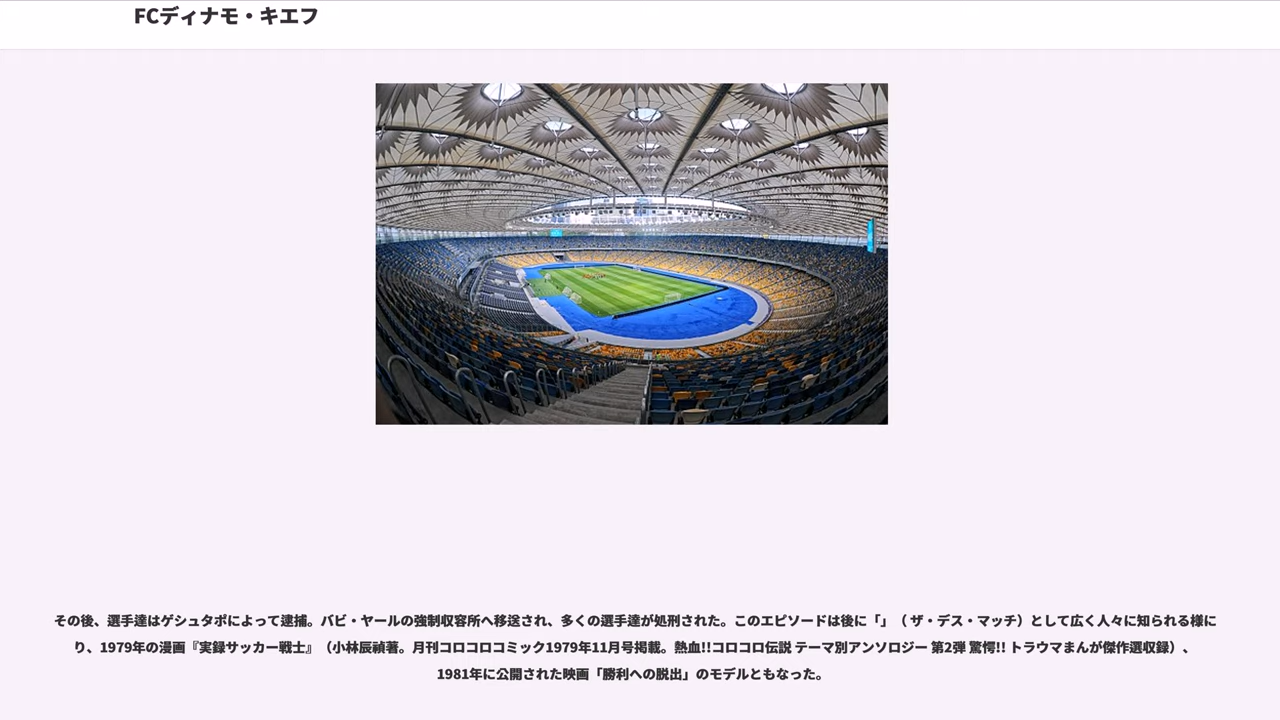 FCディナモ・キエフ
その後、選手達はゲシュタポによって逮捕。バビ・ヤールの強制収容所へ移送され、多くの選手達が処刑された。このエピソードは後に「」（ ザ・デス・マッチ）として広く人々に知られる様に
り、1979年の漫画『実録サッカー戦士』（小林辰禎著。月刊コロコロコミック1979年11月号掲載。熱血!!コロコロ伝説 テーマ別アンソロジー 第2弾 驚愕!! トラウマまんが傑作選収録）、
1981年に公開された映画「勝利への脱出」のモデルともなった。